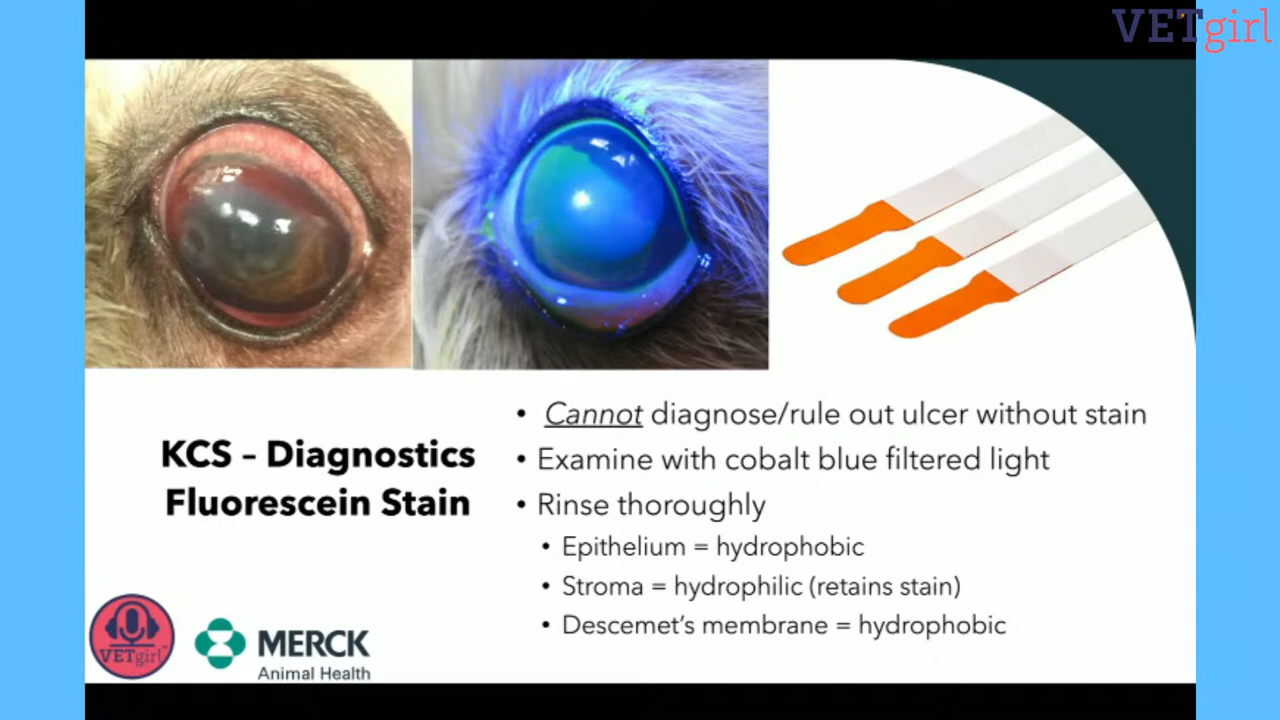 VETgirl
KCS – Diagnostics
Fluorescein Stain
• Cannot diagnose/rule out ulcer without stain
• Examine with cobalt blue filtered light
• Rinse thoroughly
• Epithelium = hydrophobic
• Stroma = hydrophilic (retains stain)
• Descemet's membrane = hydrophobic
VETgirl
MERCK
Animal Health